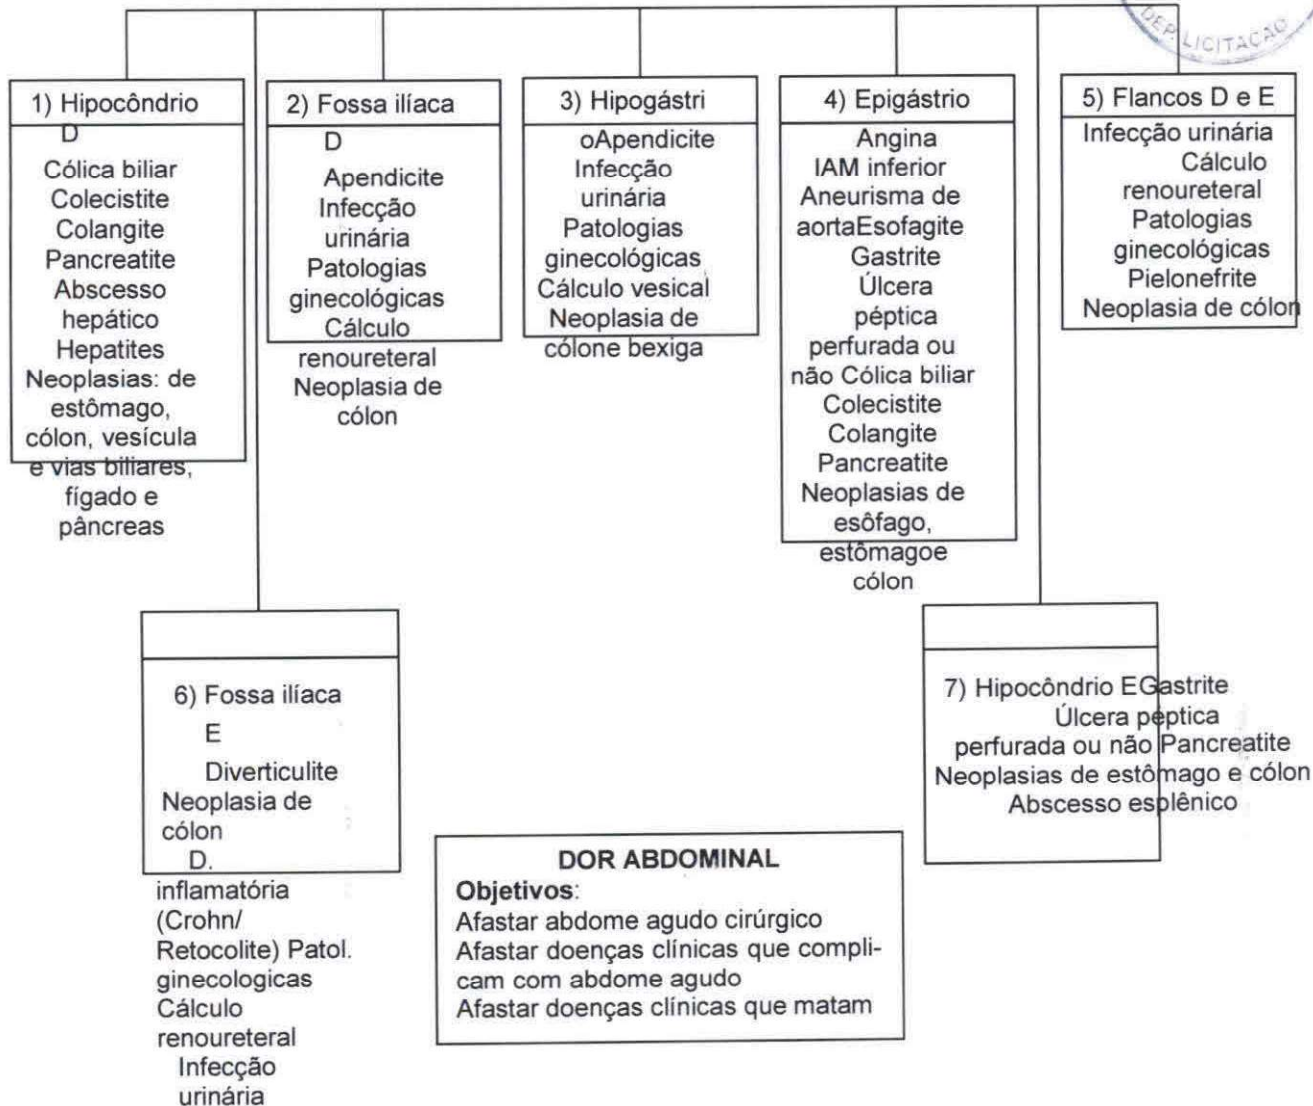 DEP. LICITAÇÃO
1) Hipocôndrio
D
Cólica biliar
Colecistite
Colangite
Pancreatite
Abscesso
hepático
Hepatites
Neoplasias: de
estômago,
cólon, vesícula
e vias biliares,
fígado e
pâncreas
2) Fossa ilíaca
D
Apendicite
Infecção
urinária
Patologias
ginecológicas
Cálculo
renoureteral
Neoplasia de
cólon
3) Hipogástri
oApendicite
Infecção
urinária
Patologias
ginecológicas
Cálculo vesical
Neoplasia de
cólone bexiga
4) Epigástrio
Angina
IAM inferior
Aneurisma de
aortaEsofagite
Gastrite
Úlcera
péptica
perfurada ou
não Cólica biliar
Colecistite
Colangite
Pancreatite
Neoplasias de
esôfago,
estômagoe
cólon
5) Flancos D e E
Infecção urinária
Cálculo
renoureteral
Patologias
ginecológicas
Pielonefrite
Neoplasia de cólon
6) Fossa ilíaca
E
Diverticulite
Neoplasia de
cólon
D.
inflamatória
(Crohn/
Retocolite) Patol.
ginecologicas
Cálculo
renoureteral
Infecção
urinária
7) Hipocôndrio EGastrite
Úlcera péptica
perfurada ou não Pancreatite
Neoplasias de estômago e cólon
Abscesso esplênico
DOR ABDOMINAL
Objetivos:
Afastar abdome agudo cirúrgico
Afastar doenças clínicas que compli-
cam com abdome agudo
Afastar doenças clínicas que matam